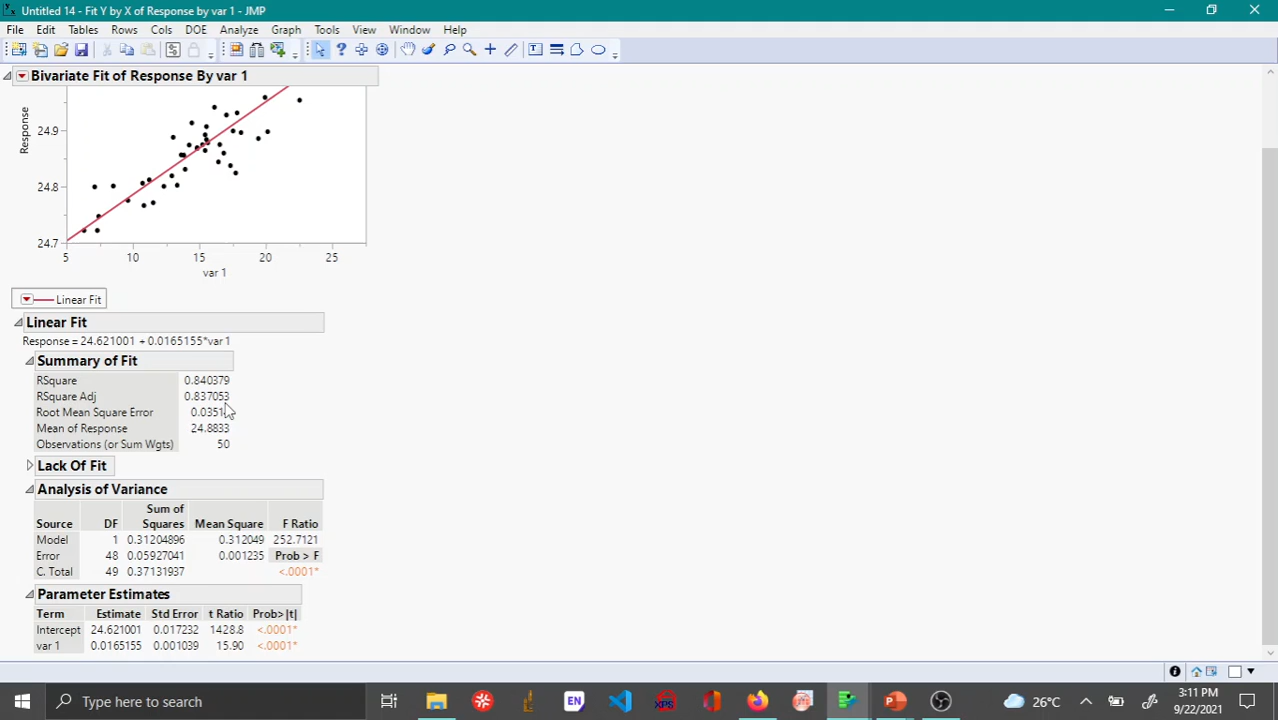 Untitled 14 - Fit Y by X of Response by var 1 - JMP
File Edit Tables Rows Cols DOE Analyze Graph Tools View Window Help
Bivariate Fit of Response By var 1
Response
24.9
24.8
24.7
5 10 15 20 25
var 1
Linear Fit
Linear Fit
Response = 24.621001 + 0.0165155*var 1
Summary of Fit
RSquare 0.840379
RSquare Adj 0.837053
Root Mean Square Error 0.0351
Mean of Response 24.8833
Observations (or Sum Wgts) 50
Lack Of Fit
Analysis of Variance
Sum of
Source DF Squares Mean Square F Ratio
Model 1 0.31204896 0.312049 252.7121
Error 48 0.05927041 0.001235 Prob > F
C. Total 49 0.37131937 <.0001*
Parameter Estimates
Term Estimate Std Error t Ratio Prob>|t|
Intercept 24.621001 0.017232 1428.8 <.0001*
var 1 0.0165155 0.001039 15.90 <.0001*
Type here to search
EN
XPS
26°C
3:11 PM
9/22/2021